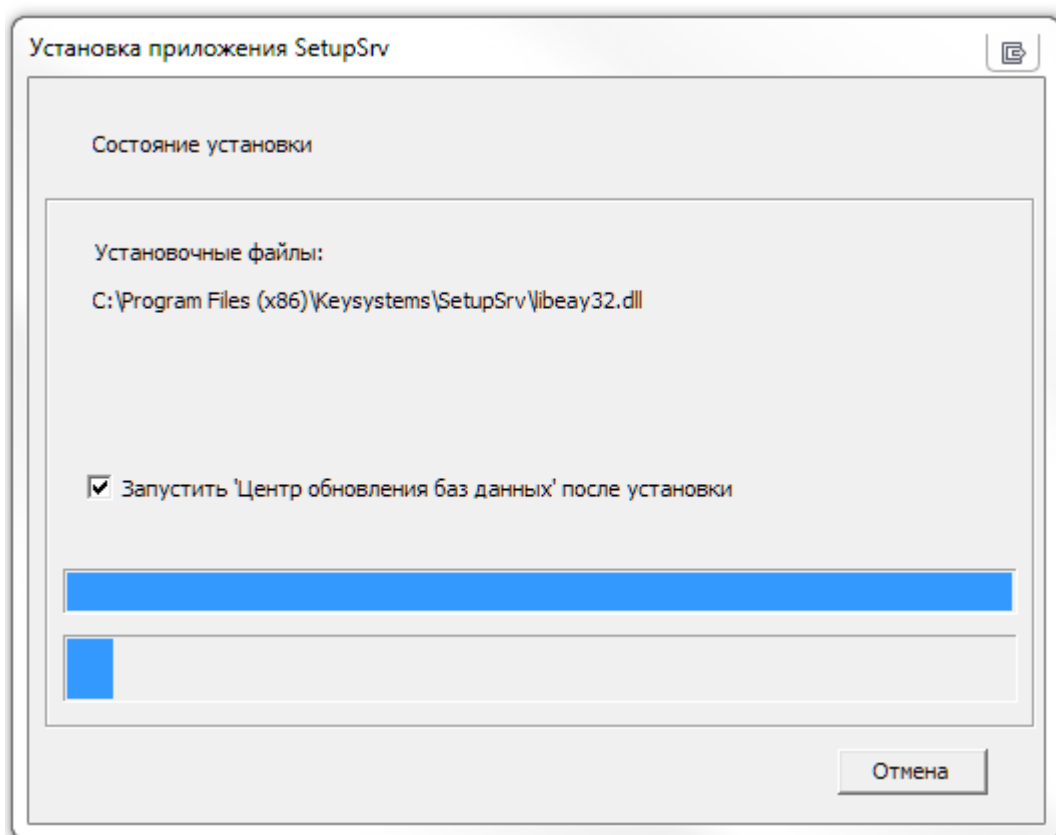 Установка приложения SetupSrv
Состояние установки
Установочные файлы:
C:\Program Files (x86)\Keysystems\SetupSrv\libeay32.dll
Запустить 'Центр обновления баз данных' после установки
Отмена